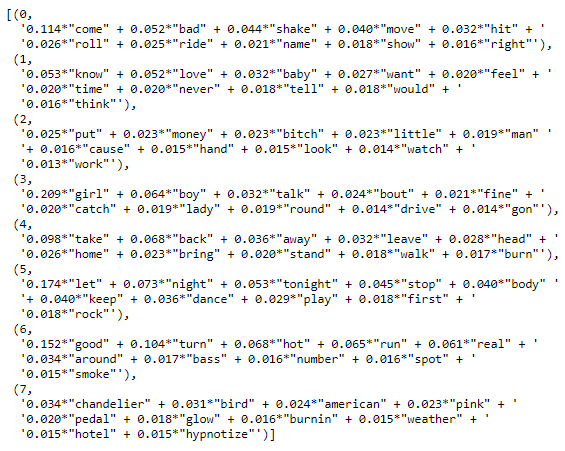 [(0,
'0.114*"come" + 0.052*"bad" + 0.044*"shake" + 0.040*"move" + 0.032*"hit" + '
'0.026*"roll" + 0.025*"ride" + 0.021*"name" + 0.018*"show" + 0.016*"right"'),
(1,
'0.053*"know" + 0.052*"love" + 0.032*"baby" + 0.027*"want" + 0.020*"feel" + '
'0.020*"time" + 0.020*"never" + 0.018*"tell" + 0.018*"would" + '
'0.016*"think"'),
(2,
'0.025*"put" + 0.023*"money" + 0.023*"bitch" + 0.023*"little" + 0.019*"man" '
'+ 0.016*"cause" + 0.015*"hand" + 0.015*"look" + 0.014*"watch" + '
'0.013*"work"'),
(3,
'0.209*"girl" + 0.064*"boy" + 0.032*"talk" + 0.024*"bout" + 0.021*"fine" + '
'0.020*"catch" + 0.019*"lady" + 0.019*"round" + 0.014*"drive" + 0.014*"gon"'),
(4,
'0.098*"take" + 0.068*"back" + 0.036*"away" + 0.032*"leave" + 0.028*"head" + '
'0.026*"home" + 0.023*"bring" + 0.020*"stand" + 0.018*"walk" + 0.017*"burn"'),
(5,
'0.174*"let" + 0.073*"night" + 0.053*"tonight" + 0.045*"stop" + 0.040*"body" '
'+ 0.040*"keep" + 0.036*"dance" + 0.029*"play" + 0.018*"first" + '
'0.018*"rock"'),
(6,
'0.152*"good" + 0.104*"turn" + 0.068*"hot" + 0.065*"run" + 0.061*"real" + '
'0.034*"around" + 0.017*"bass" + 0.016*"number" + 0.016*"spot" + '
'0.015*"smoke"'),
(7,
'0.034*"chandelier" + 0.031*"bird" + 0.024*"american" + 0.023*"pink" + '
'0.020*"pedal" + 0.018*"glow" + 0.016*"burnin" + 0.015*"weather" + '
'0.015*"hotel" + 0.015*"hypnotize"')]